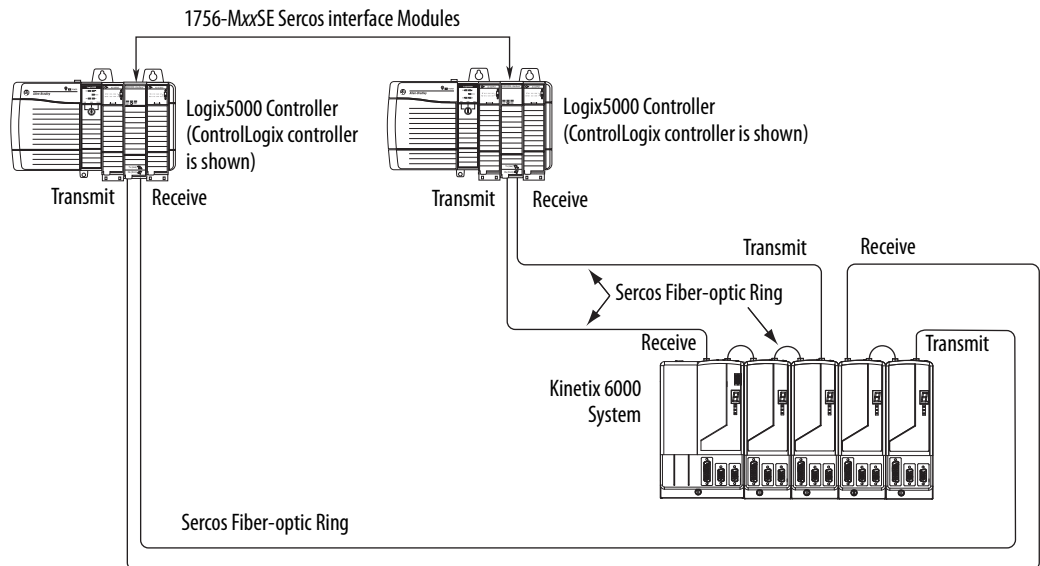 1756-MxxSE Sercos interface Modules
Logix5000 Controller
(ControlLogix controller
is shown)
Logix5000 Controller
(ControlLogix controller is shown)
Transmit
Receive
Transmit
Receive
Transmit
Receive
Sercos Fiber-optic Ring
Receive
Transmit
Kinetix 6000
System
Sercos Fiber-optic Ring